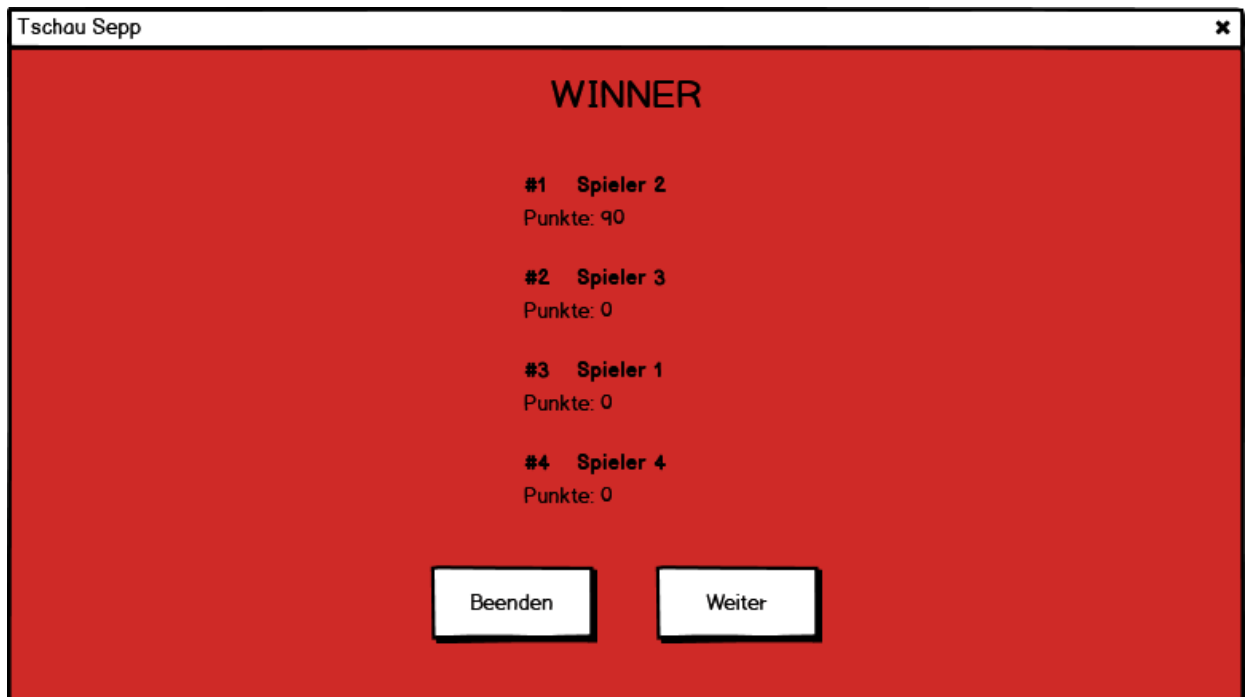 Tschau Sepp
WINNER
#1 Spieler 2
Punkte: 90
#2 Spieler 3
Punkte: 0
#3 Spieler 1
Punkte: 0
#4 Spieler 4
Punkte: 0
Beenden Weiter